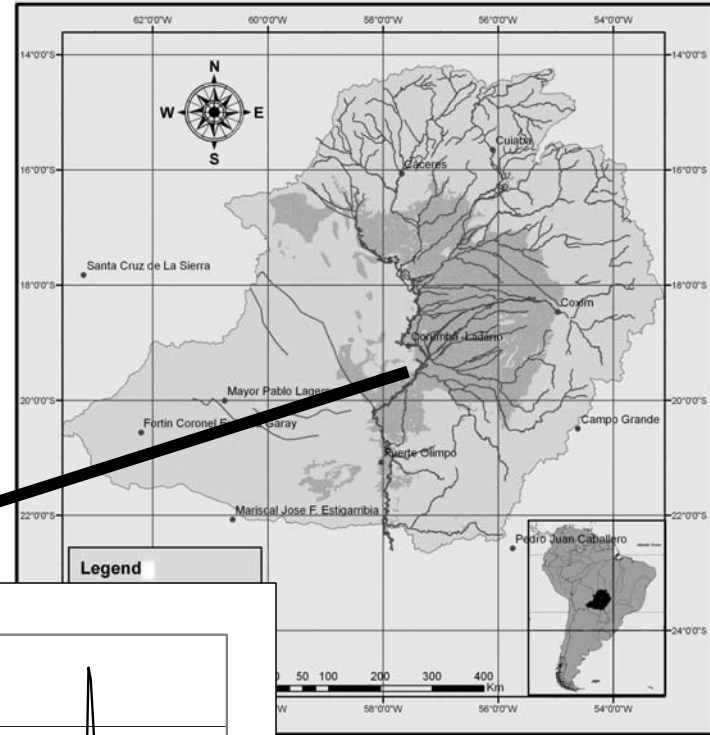 62°0'0"W 60°0'0"W 58°0'0"W 56°0'0"W 54°0'0"W
14°0'0"S 14°0'0"S
N
W E
S
Cuiabá
Cáceres
16°0'0"S 16°0'0"S
Santa Cruz de La Sierra
18°0'0"S 18°0'0"S
Coxim
Corumbá -Ladário
Mayor Pablo
20°0'0"S 20°0'0"S
Fortin Coronel Garay
Campo Grande
Fuerte Olimpo
Mariscal Jose F. Estigarribia
22°0'0"S 22°0'0"S
Pedro Juan Caballero
Legend
24°0'0"S
0 50 100 200 300 400
Km
58°0'0"W 56°0'0"W 54°0'0"W